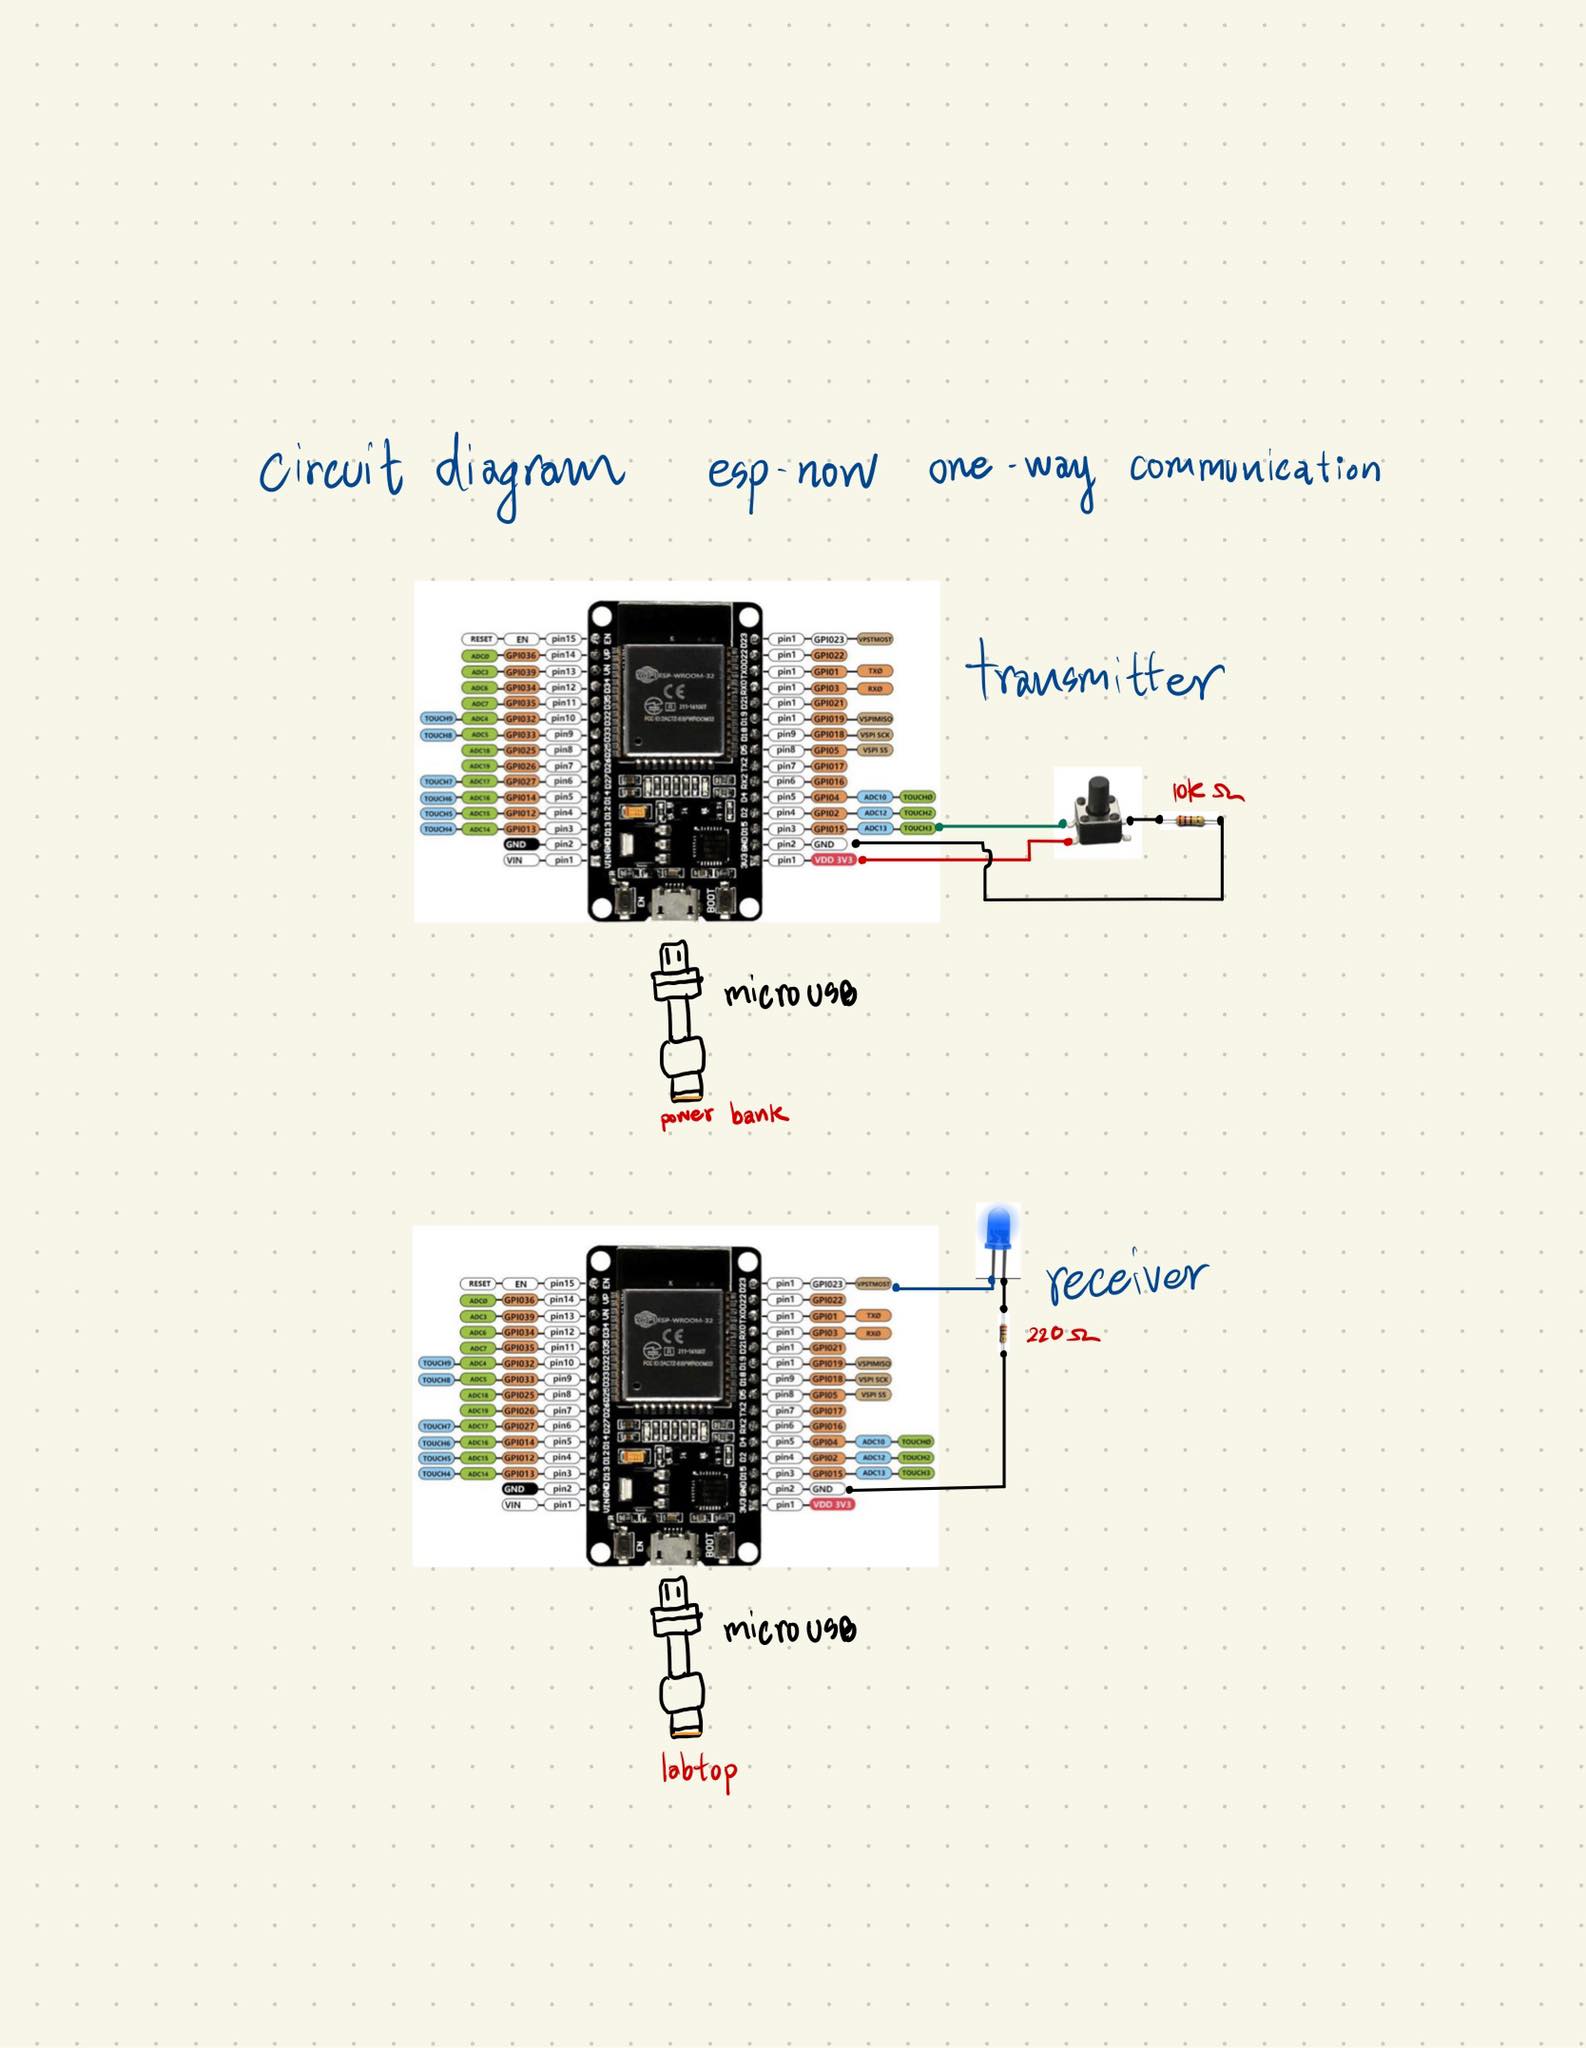 circuit diagram esp-now one-way communication
RESET EN pin15 pin1 GPIO23 VPSTMOST
ADC0 GPIO36 pin14 pin1 GPIO22
ADC3 GPIO39 pin13 pin1 GPIO1 TX0
ADC6 GPIO34 pin12 pin1 GPIO3 RX0
ADC7 GPIO35 pin11 pin1 GPIO21
TOUCH9 ADC4 GPIO32 pin10 pin1 GPIO19 VSPIMISO
TOUCH8 ADC5 GPIO33 pin9 pin9 GPIO18 VSPI SCK
ADC18 GPIO25 pin8 pin8 GPIO5 VSPI SS
ADC19 GPIO26 pin7 pin7 GPIO17
TOUCH7 ADC17 GPIO27 pin6 pin6 GPIO16
TOUCH6 ADC16 GPIO14 pin5 pin5 GPIO4 ADC10 TOUCH0
TOUCH5 ADC15 GPIO12 pin4 pin4 GPIO2 ADC12 TOUCH2
TOUCH4 ADC14 GPIO13 pin3 pin3 GPIO15 ADC13 TOUCH3
GND pin2 pin2 GND
VIN pin1 pin1 VDD 3V3
ESP-WROOM-32
CE
EN
BOOT
transmitter
10k Ω
micro USB
power bank
RESET EN pin15 pin1 GPIO23 VPSTMOST
ADC0 GPIO36 pin14 pin1 GPIO22
ADC3 GPIO39 pin13 pin1 GPIO1 TX0
ADC6 GPIO34 pin12 pin1 GPIO3 RX0
ADC7 GPIO35 pin11 pin1 GPIO21
TOUCH9 ADC4 GPIO32 pin10 pin1 GPIO19 VSPIMISO
TOUCH8 ADC5 GPIO33 pin9 pin9 GPIO18 VSPI SCK
ADC18 GPIO25 pin8 pin8 GPIO5 VSPI SS
ADC19 GPIO26 pin7 pin7 GPIO17
TOUCH7 ADC17 GPIO27 pin6 pin6 GPIO16
TOUCH6 ADC16 GPIO14 pin5 pin5 GPIO4 ADC10 TOUCH0
TOUCH5 ADC15 GPIO12 pin4 pin4 GPIO2 ADC12 TOUCH2
TOUCH4 ADC14 GPIO13 pin3 pin3 GPIO15 ADC13 TOUCH3
GND pin2 pin2 GND
VIN pin1 pin1 VDD 3V3
ESP-WROOM-32
CE
EN
BOOT
receiver
220 Ω
micro USB
labtop